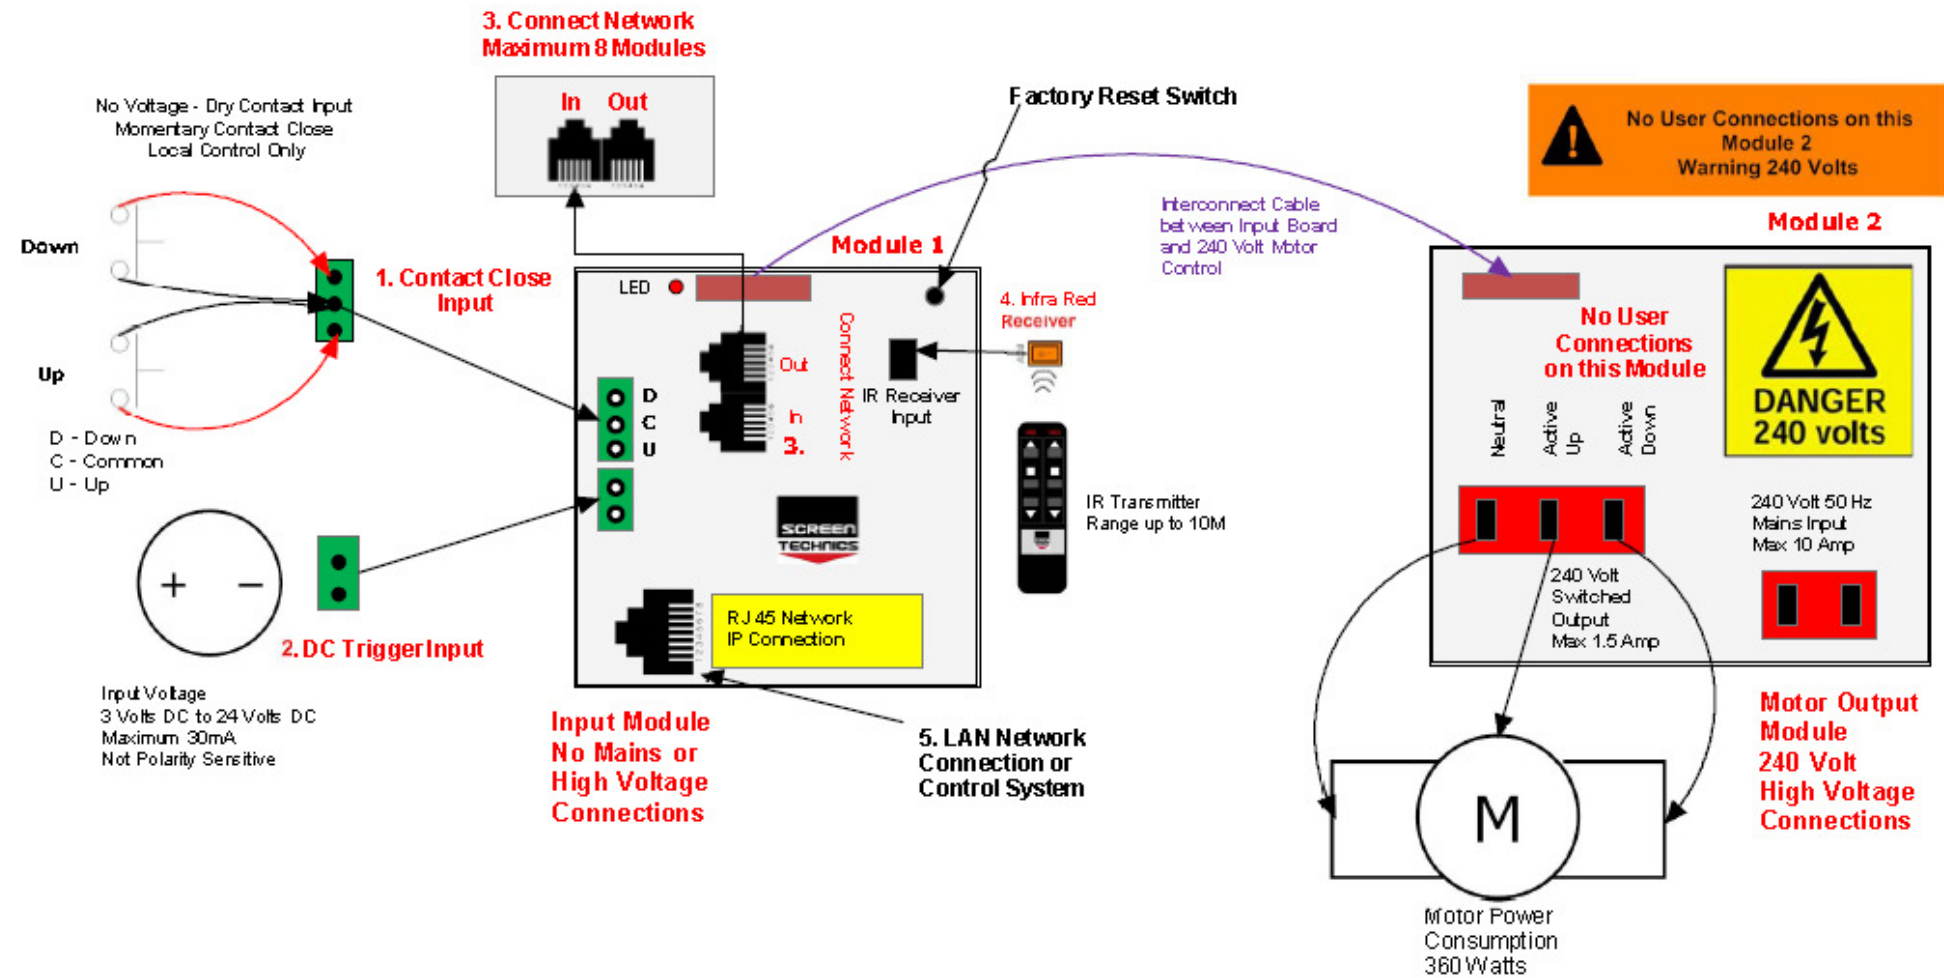 3. Connect Network
Maximum 8 Modules
In Out
No Voltage - Dry Contact Input
Momentary Contact Close
Local Control Only
Factory Reset Switch
No User Connections on this
Module 2
Warning 240 Volts
Interconnect Cable
between Input Board
and 240 Volt Motor
Control
Module 2
Down
Up
1. Contact Close
Input
Module 1
LED
4. Infra Red
Receiver
Out
In
3.
Connect Network
IR Receiver
Input
D
C
U
D - Down
C - Common
U - Up
SCREEN
TECHNICS
IR Transmitter
Range up to 10M
No User
Connections
on this Module
DANGER
240 volts
Neutral
Active
Up
Active
Down
240 Volt 50 Hz
Mains Input
Max 10 Amp
240 Volt
Switched
Output
Max 1.5 Amp
+ −
2. DC Trigger Input
RJ45 Network
IP Connection
12345678
Input Voltage
3 Volts DC to 24 Volts DC
Maximum 30mA
Not Polarity Sensitive
Input Module
No Mains or
High Voltage
Connections
5. LAN Network
Connection or
Control System
Motor Output
Module
240 Volt
High Voltage
Connections
M
Motor Power
Consumption
360 Watts